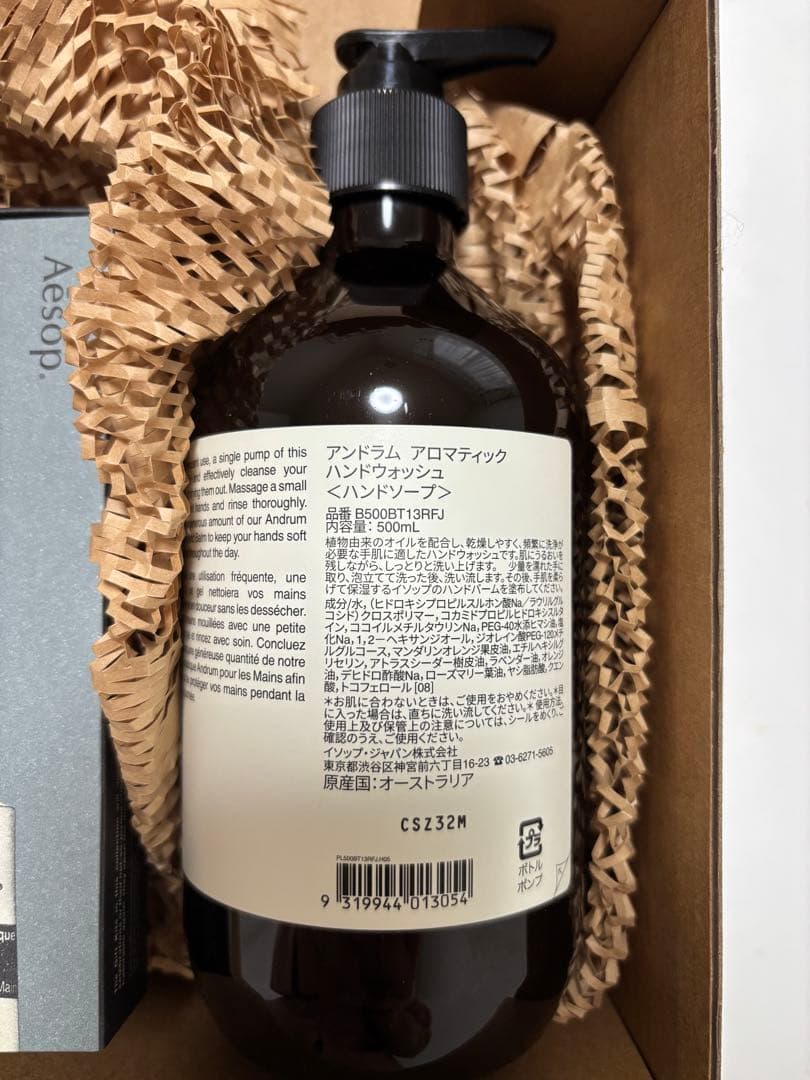 Aēsop.
use, a single pump of this
and effectively cleanse your
them out. Massage a small
hands and rinse thoroughly.
amount of our Andrum
Balm to keep your hands soft
throughout the day.
utilisation fréquente, une
gel nettoiera vos mains
douceur sans les dessécher.
mouillées avec une petite
et rincez avec soin. Concluez
généreuse quantité de notre
Andrum pour les Mains afin
protéger vos mains pendant la
アンドラム アロマティック
ハンドウォッシュ
<ハンドソープ>
品番 B500BT13RFJ
内容量: 500mL
植物由来のオイルを配合し、乾燥しやすく、頻繁に洗浄が
必要な手肌に適したハンドウォッシュです。肌にうるおいを
残しながら、しっとりと洗い上げます。 少量を濡れた手に
取り、泡立てて洗った後、洗い流します。その後、手肌を柔ら
げて保湿するイソップのハンドバームを塗布してください。
成分/水, (ヒドロキシプロピルスルホン酸Na/ラウリルグル
コシド)クロスポリマー, コカミドプロピルヒドロキシスルタ
イン, ココイルメチルタウリンNa, PEG-40水添ヒマシ油, 塩
化Na, 1, 2-ヘキサンジオール, ジオレイン酸PEG-120メチ
ルグルコース, マンダリンオレンジ果皮油, エチルヘキシルグ
リセリン, アトラスシーダー樹皮油, ラベンダー油, オレンジ
油, デヒドロ酢酸Na, ローズマリー葉油, ヤシ脂肪酸, クエン
酸, トコフェロール [08]
*お肌に合わないときは、ご使用をおやめください。*目
に入った場合は、直ちに洗い流してください。* 使用方法、
使用上及び保管上の注意については、シールをめくり、ご
確認のうえ、ご使用ください。
イソップ・ジャパン株式会社
東京都渋谷区神宮前六丁目16-23 ☎03-6271-5605
原産国:オーストラリア
CSZ32M
PL500BT13RFJ.H05
9 319944 013054
プラ
ボトル
ポンプ